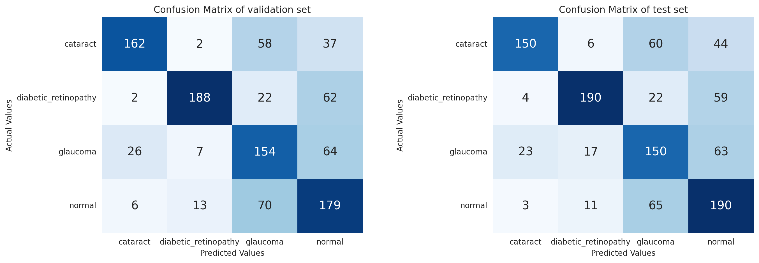 Confusion Matrix of validation set
Actual Values
cataract 162 2 58 37
diabetic_retinopathy 2 188 22 62
glaucoma 26 7 154 64
normal 6 13 70 179
cataract diabetic_retinopathy glaucoma normal
Predicted Values
Confusion Matrix of test set
Actual Values
cataract 150 6 60 44
diabetic_retinopathy 4 190 22 59
glaucoma 23 17 150 63
normal 3 11 65 190
cataract diabetic_retinopathy glaucoma normal
Predicted Values